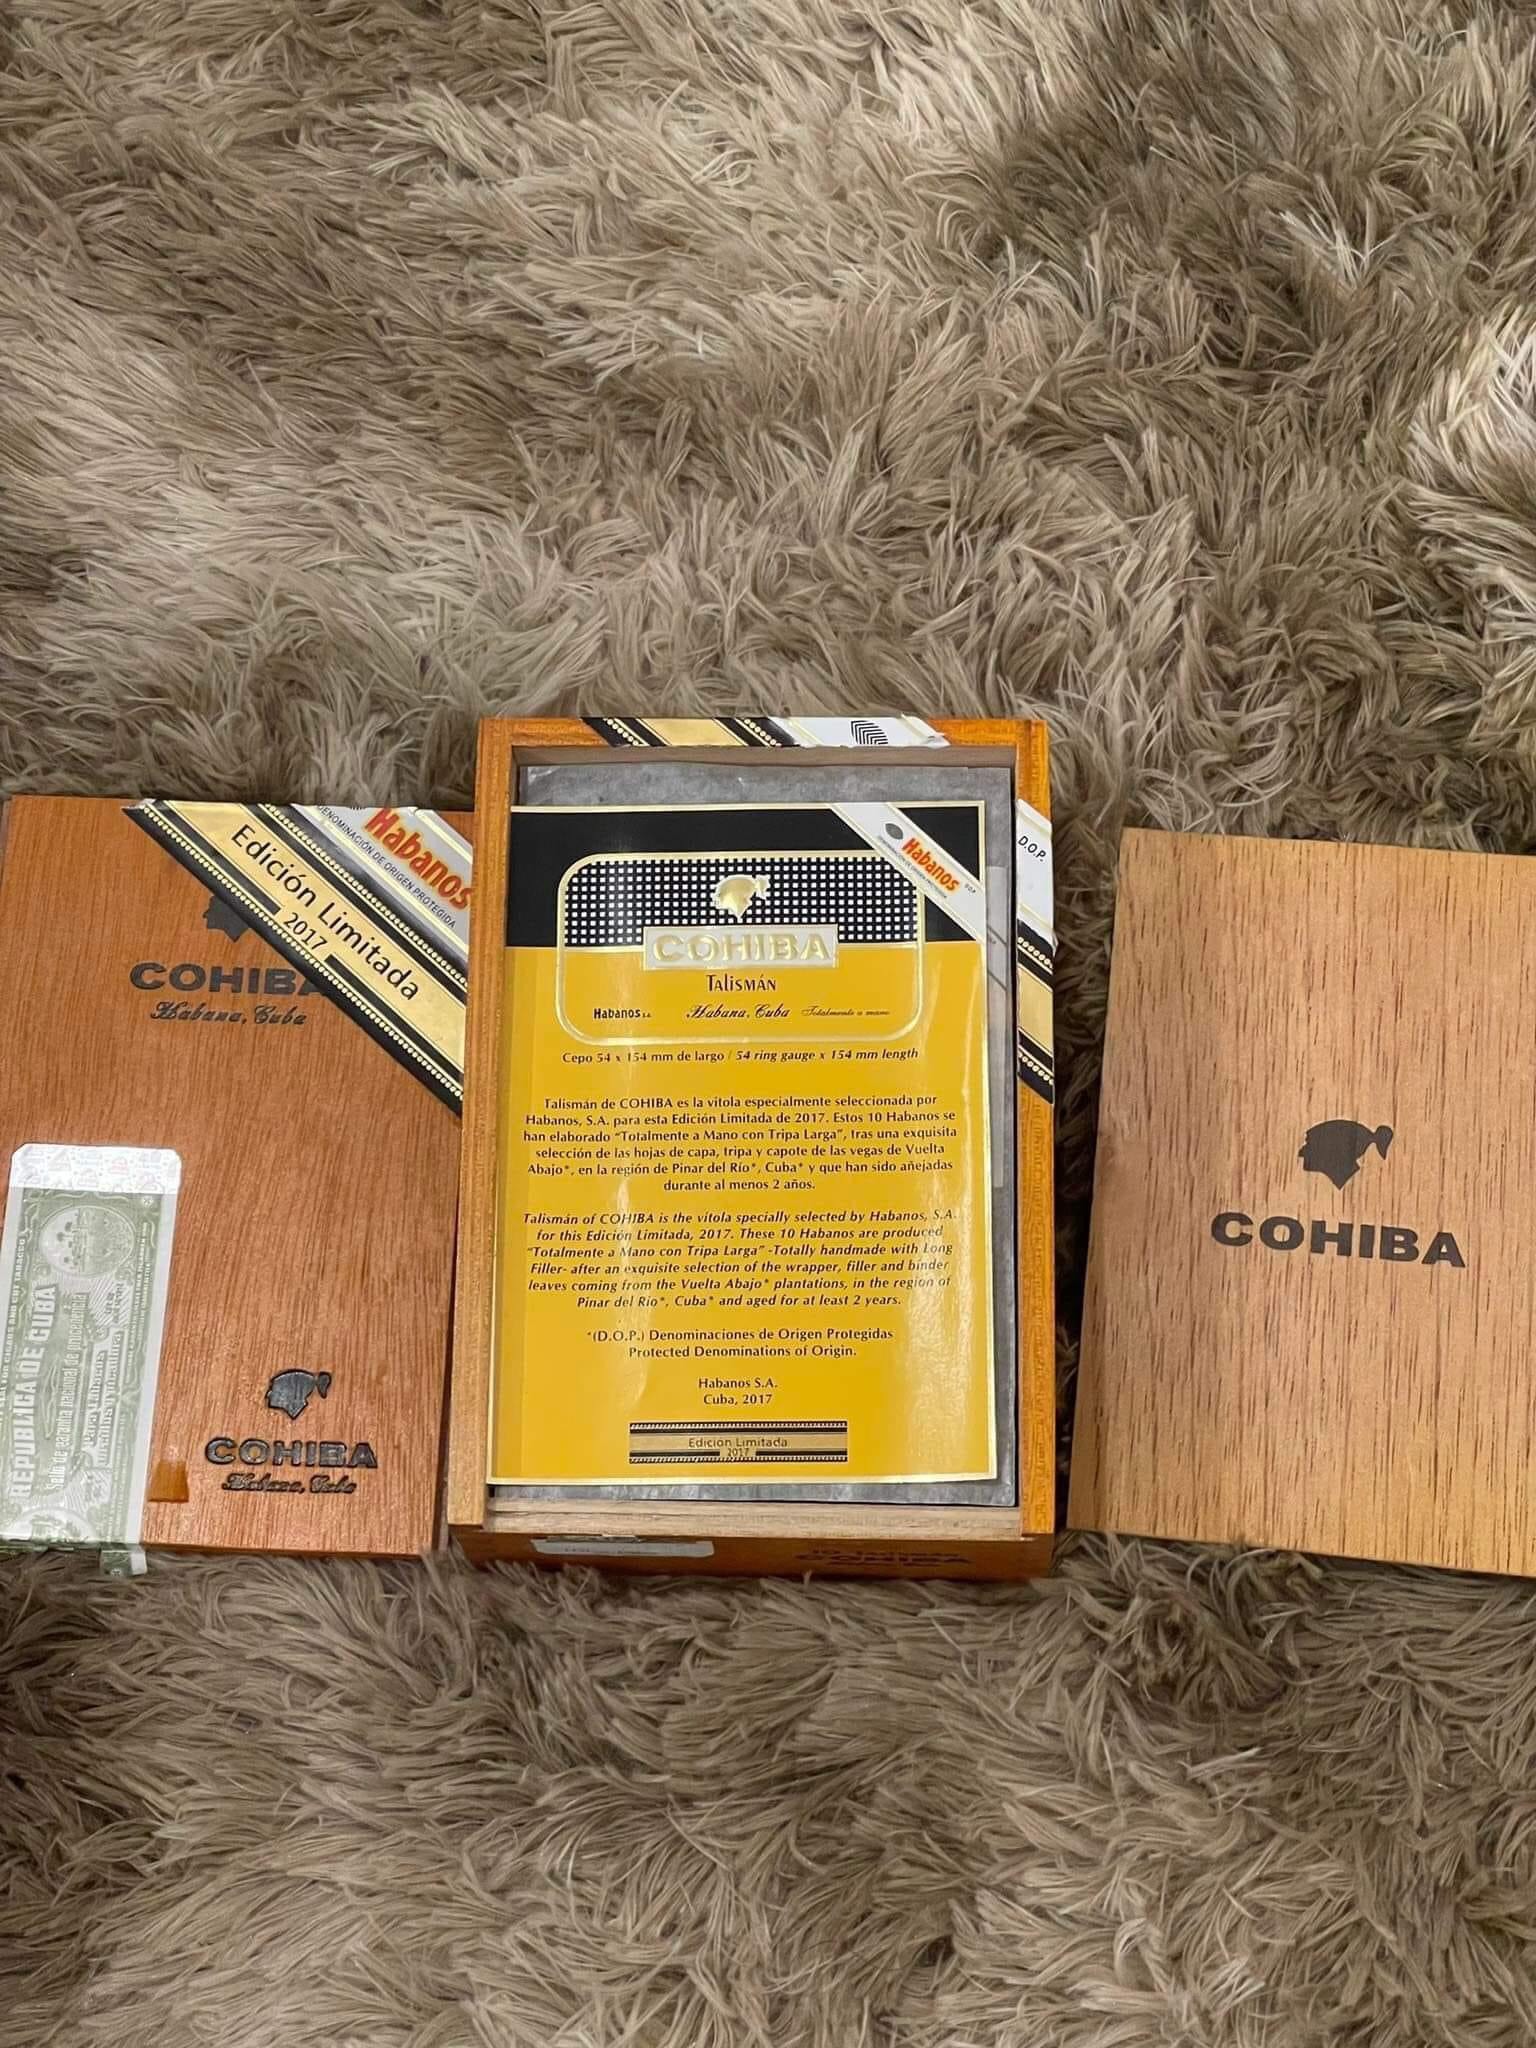 Edición Limitada
2017
Habanos
DENOMINACIÓN DE ORIGEN PROTEGIDA
COHIBA
Habana, Cuba
REPUBLICA DE CUBA
Sello de garantía nacional de procedencia
COHIBA
Habana, Cuba
D.O.P.
Habanos
D.O.P.
COHIBA
TALISMÁN
Habanos S.A. Habana, Cuba Totalmente a mano
Cepo 54 x 154 mm de largo / 54 ring gauge x 154 mm length
Talismán de COHIBA es la vitola especialmente seleccionada por
Habanos, S.A. para esta Edición Limitada de 2017. Estos 10 Habanos se
han elaborado "Totalmente a Mano con Tripa Larga", tras una exquisita
selección de las hojas de capa, tripa y capote de las vegas de Vuelta
Abajo*, en la región de Pinar del Río*, Cuba* y que han sido añejadas
durante al menos 2 años.
Talismán of COHIBA is the vitola specially selected by Habanos, S.A.
for this Edición Limitada, 2017. These 10 Habanos are produced
"Totalmente a Mano con Tripa Larga" -Totally handmade with Long
Filler- after an exquisite selection of the wrapper, filler and binder
leaves coming from the Vuelta Abajo* plantations, in the region of
Pinar del Río*, Cuba* and aged for at least 2 years.
*(D.O.P.) Denominaciones de Origen Protegidas
Protected Denominations of Origin.
Habanos S.A.
Cuba, 2017
Edición Limitada
2017
COHIBA
COHIBA